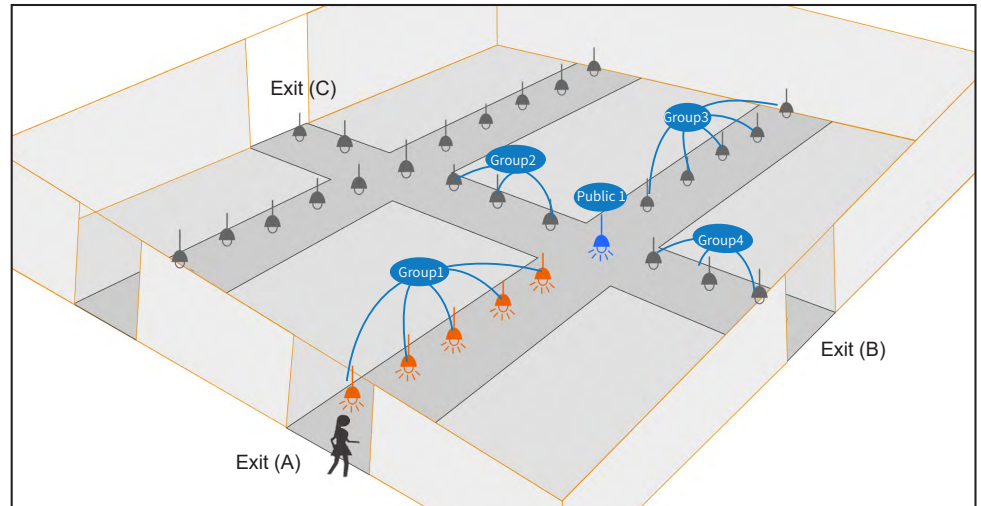 Exit (C)
Group3
Group2
Public 1
Group4
Group1
Exit (B)
Exit (A)